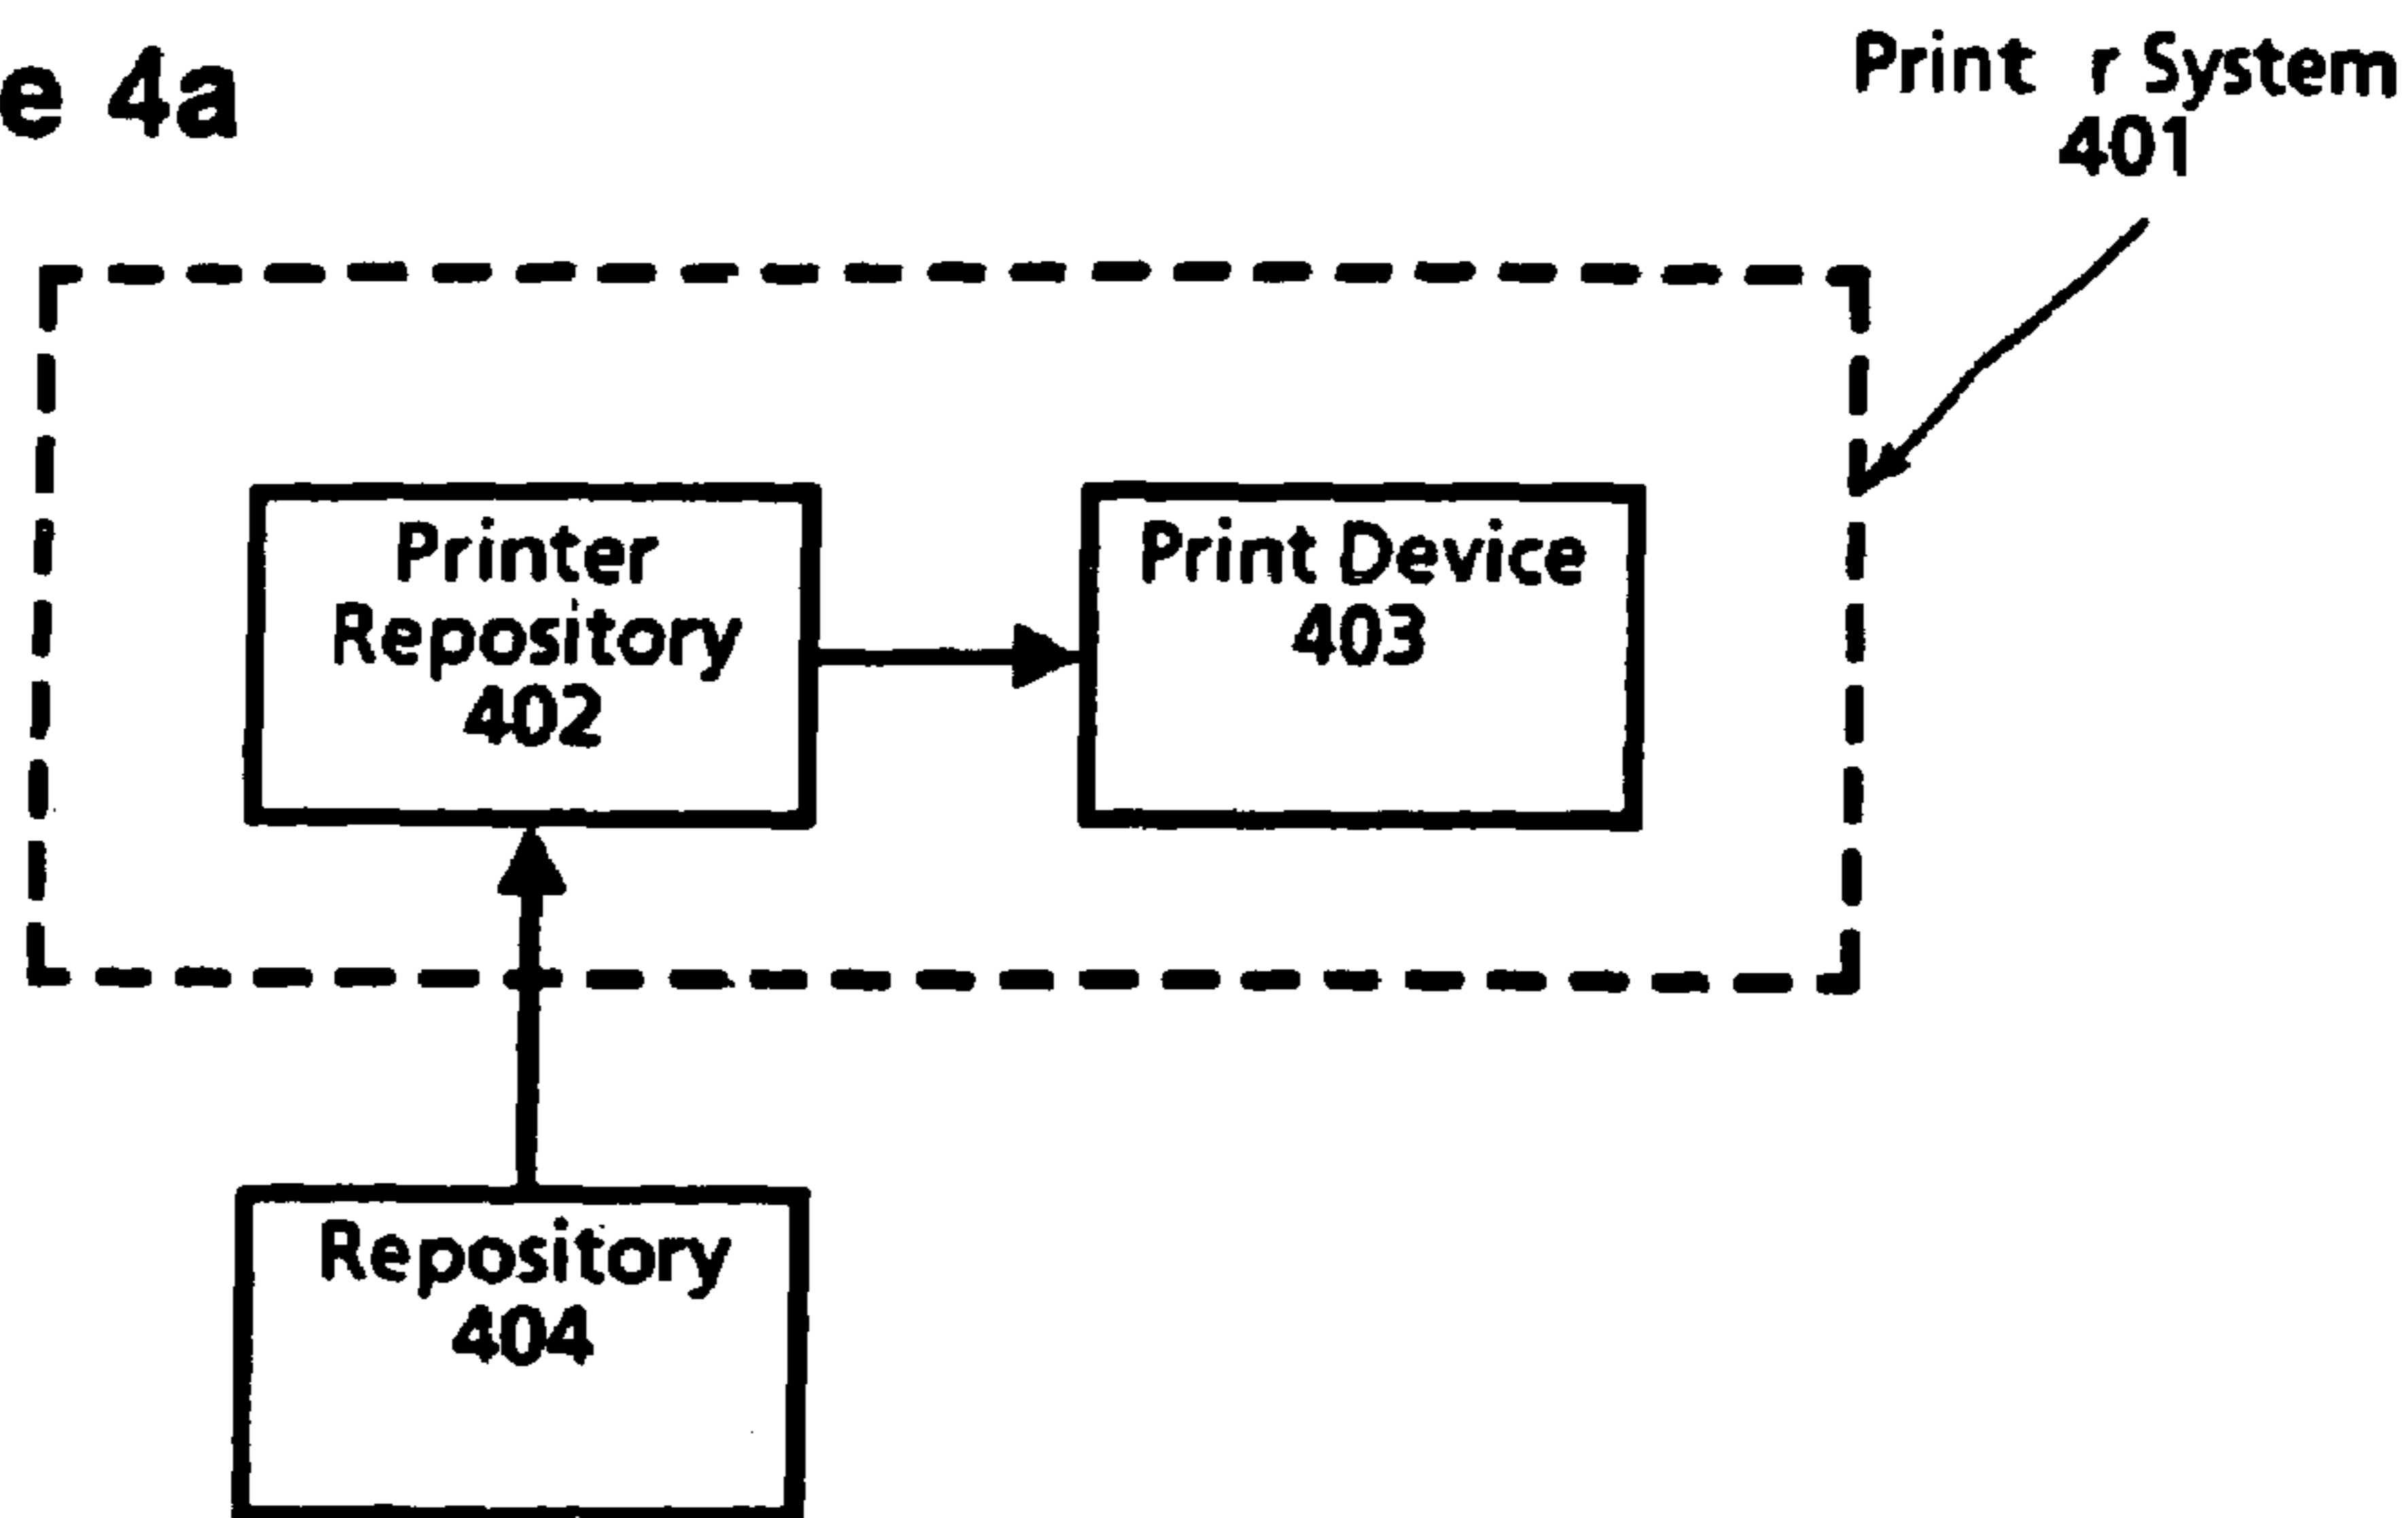 e 4a
Print r System
401
Printer
Repository
402
Print Device
403
Repository
404